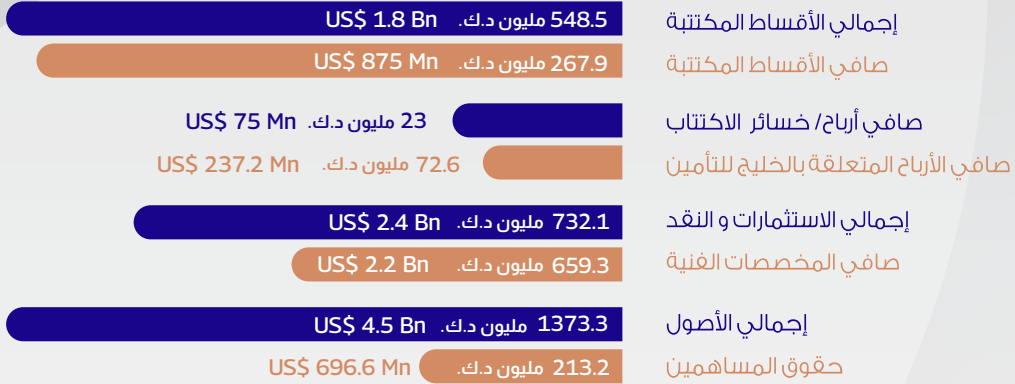 إجمالي الأقساط المكتتبة 548.5 مليون د.ك. US$ 1.8 Bn
صافي الأقساط المكتتبة 267.9 مليون د.ك. US$ 875 Mn
صافي أرباح/ خسائر الاكتتاب 23 مليون د.ك. US$ 75 Mn
صافي الأرباح المتعلقة بالخليج للتأمين 72.6 مليون د.ك. US$ 237.2 Mn
إجمالي الاستثمارات و النقد 732.1 مليون د.ك. US$ 2.4 Bn
صافي المخصصات الفنية 659.3 مليون د.ك. US$ 2.2 Bn
إجمالي الأصول 1373.3 مليون د.ك. US$ 4.5 Bn
حقوق المساهمين 213.2 مليون د.ك. US$ 696.6 Mn